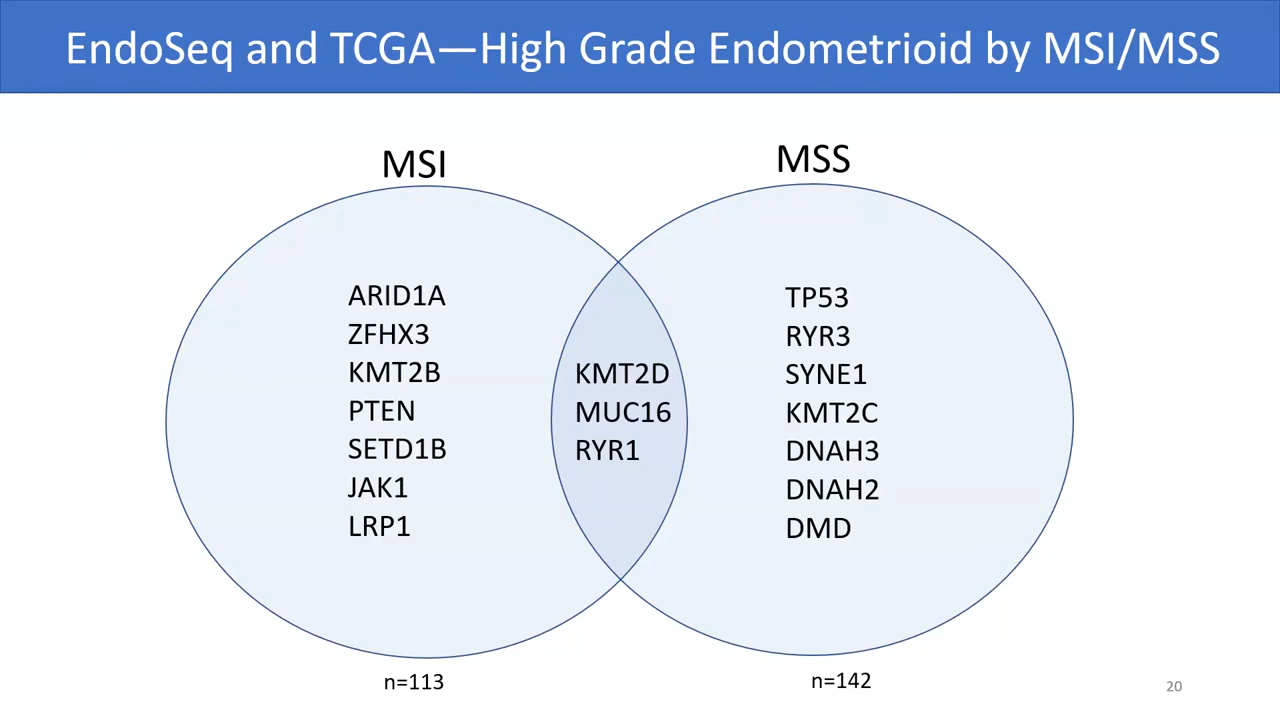 EndoSeq and TCGA—High Grade Endometrioid by MSI/MSS
MSI
MSS
ARID1A
ZFHX3
KMT2B
PTEN
SETD1B
JAK1
LRP1
KMT2D
MUC16
RYR1
TP53
RYR3
SYNE1
KMT2C
DNAH3
DNAH2
DMD
n=113
n=142
20